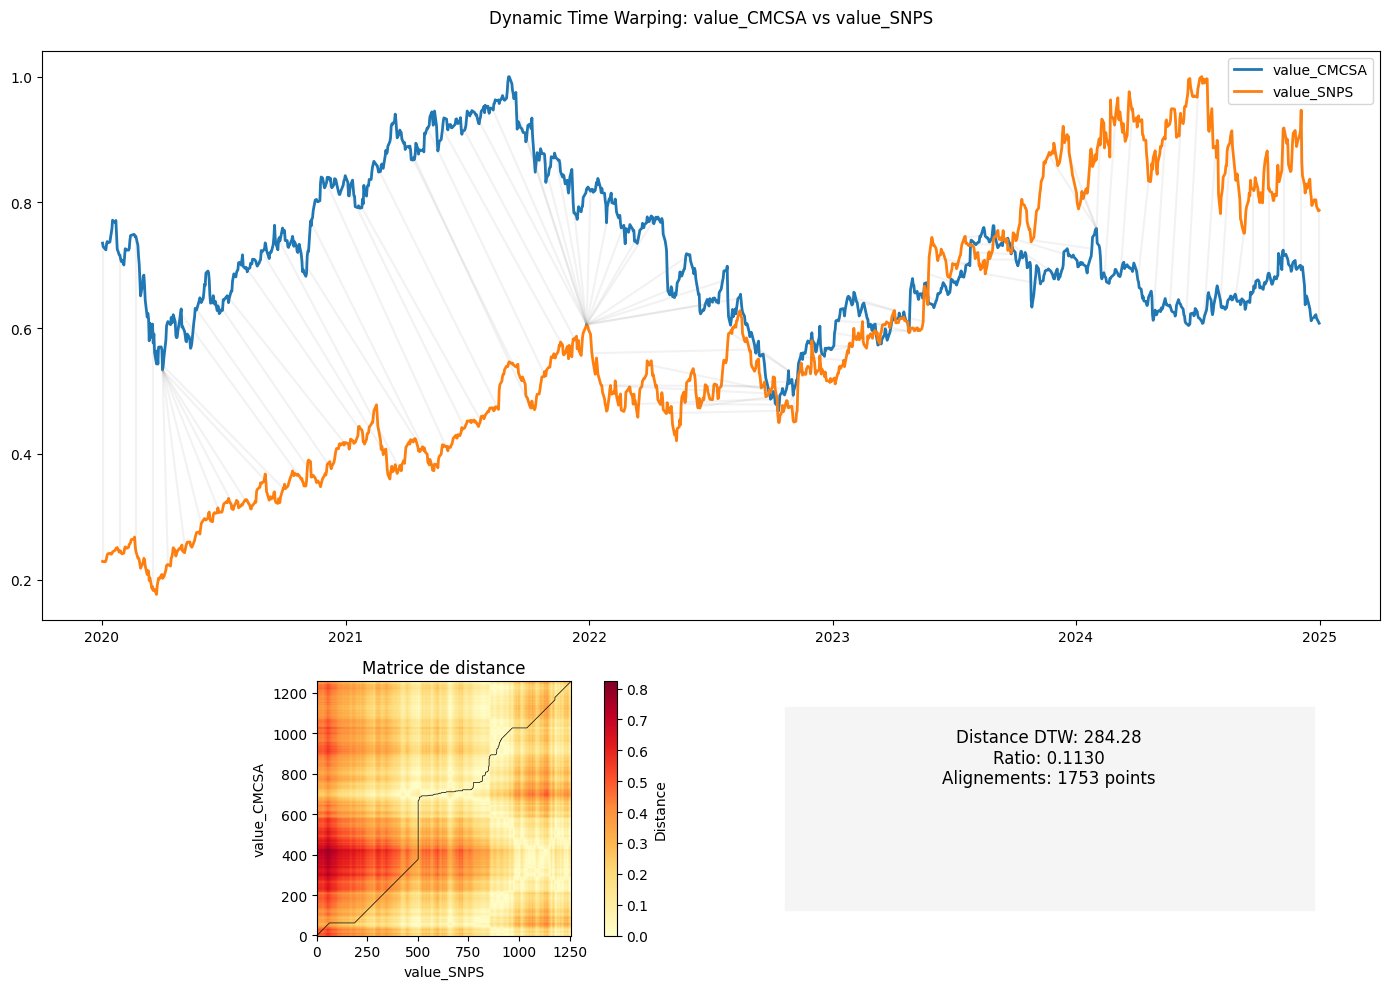 Dynamic Time Warping: value_CMCSA vs value_SNPS
value_CMCSA
value_SNPS
1.0
0.8
0.6
0.4
0.2
2020 2021 2022 2023 2024 2025
Matrice de distance
value_CMCSA
1200
1000
800
600
400
200
0
0 250 500 750 1000 1250
value_SNPS
0.8
0.7
0.6
0.5
0.4
0.3
0.2
0.1
0.0
Distance
Distance DTW: 284.28
Ratio: 0.1130
Alignements: 1753 points